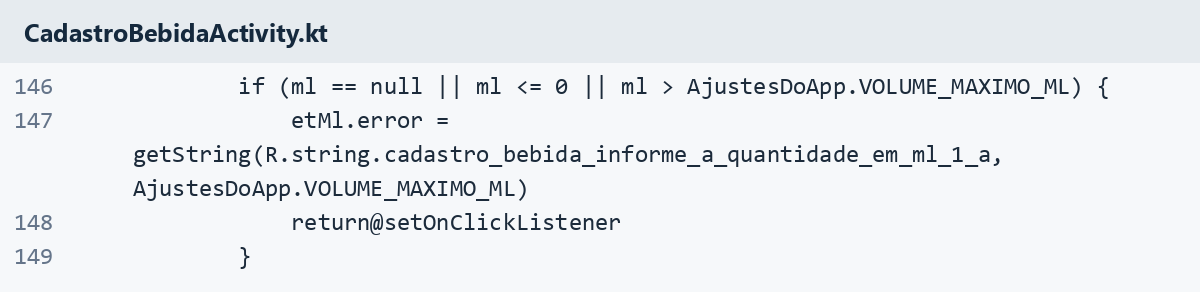 CadastroBebidaActivity.kt
146 if (ml == null || ml <= 0 || ml > AjustesDoApp.VOLUME_MAXIMO_ML) {
147 etMl.error =
getString(R.string.cadastro_bebida_informe_a_quantidade_em_ml_1_a,
AjustesDoApp.VOLUME_MAXIMO_ML)
148 return@setOnClickListener
149 }